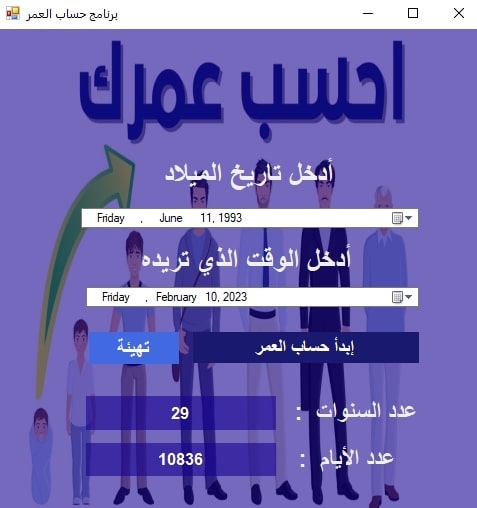 برنامج حساب العمر
احسب عمرك
أدخل تاريخ الميلاد
Friday , June 11, 1993
أدخل الوقت الذي تريده
Friday , February 10, 2023
إبدأ حساب العمر
تهيئة
عدد السنوات : 29
عدد الأيام : 10836